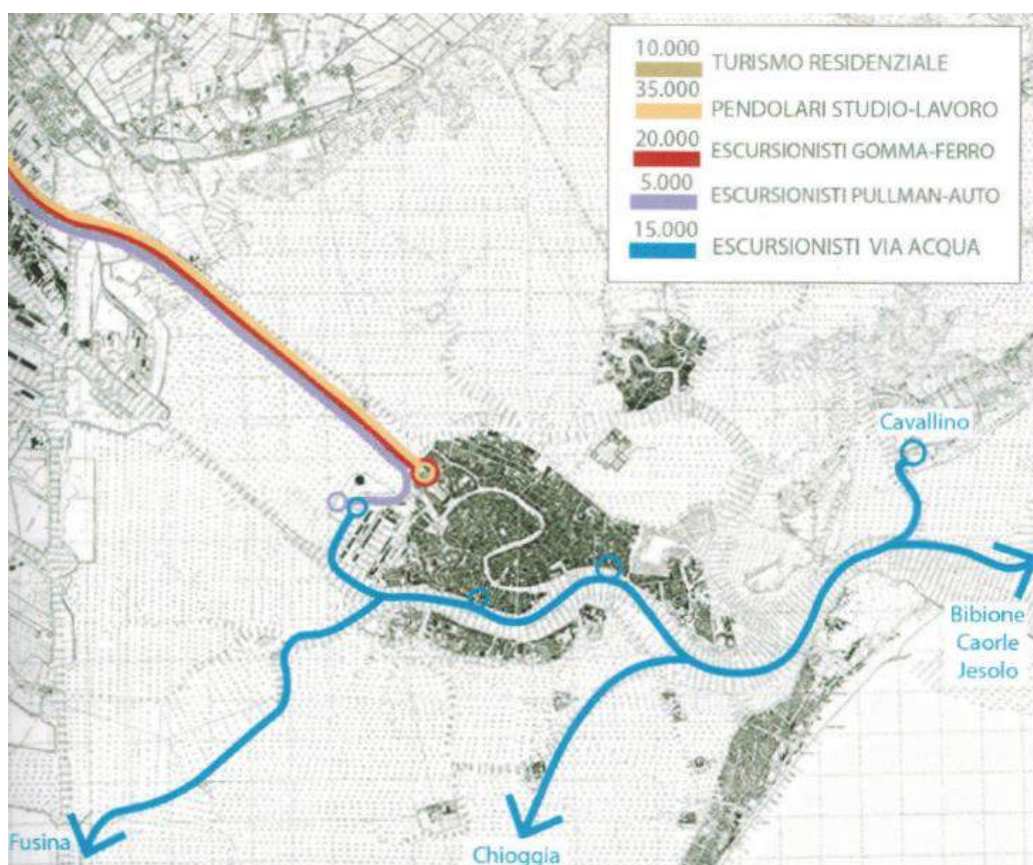 10.000 TURISMO RESIDENZIALE
35.000 PENDOLARI STUDIO-LAVORO
20.000 ESCURSIONISTI GOMMA-FERRO
5.000 ESCURSIONISTI PULLMAN-AUTO
15.000 ESCURSIONISTI VIA ACQUA
Cavallino
Bibione
Caorle
Jesolo
Fusina
Chioggia